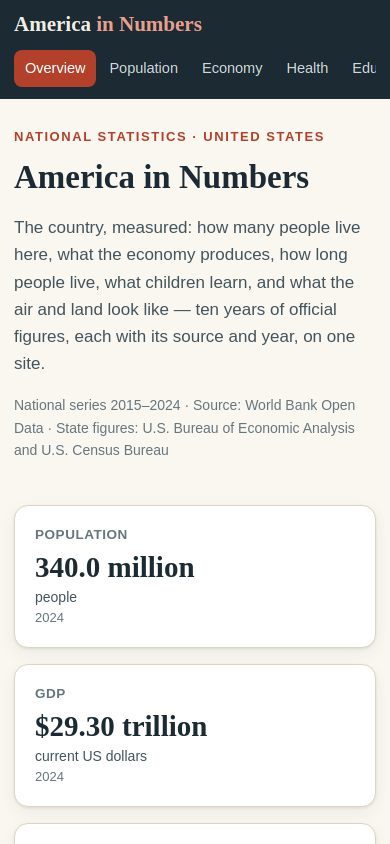 America in Numbers
Overview Population Economy Health Edu
NATIONAL STATISTICS · UNITED STATES
America in Numbers
The country, measured: how many people live
here, what the economy produces, how long
people live, what children learn, and what the
air and land look like — ten years of official
figures, each with its source and year, on one
site.
National series 2015–2024 · Source: World Bank Open
Data · State figures: U.S. Bureau of Economic Analysis
and U.S. Census Bureau
POPULATION
340.0 million
people
2024
GDP
$29.30 trillion
current US dollars
2024